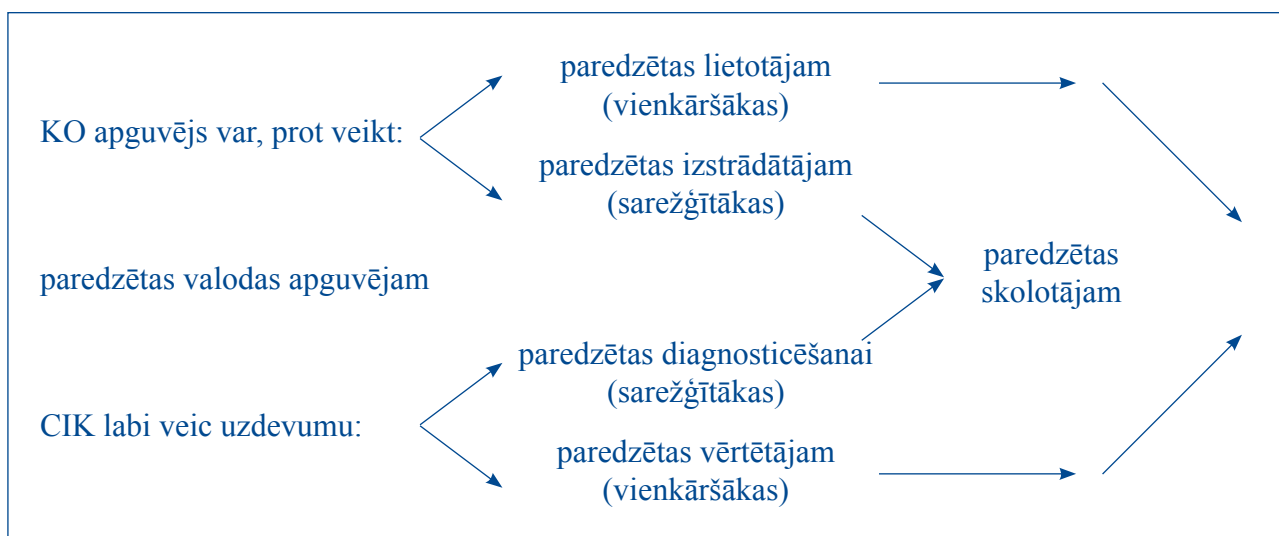 paredzētas lietotājam
(vienkāršākas)
KO apguvējs var, prot veikt:
paredzētas izstrādātājam
(sarežģītākas)
paredzētas valodas apguvējam
paredzētas
skolotājam
paredzētas diagnosticēšanai
(sarežģītākas)
CIK labi veic uzdevumu:
paredzētas vērtētājam
(vienkāršākas)